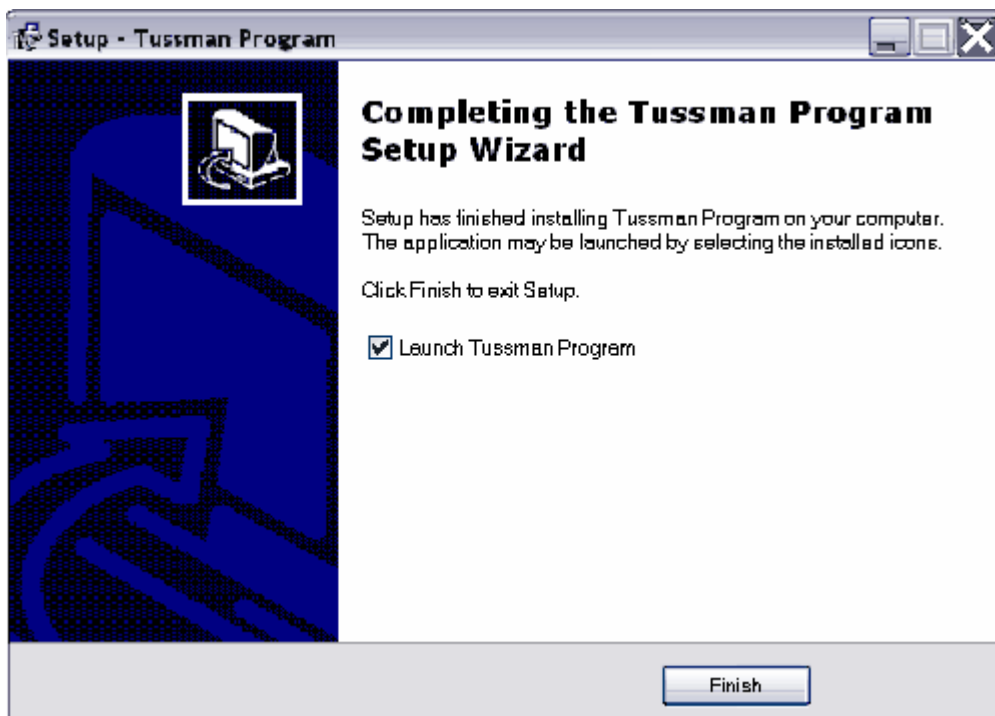 Setup - Tussman Program
Completing the Tussman Program
Setup Wizard
Setup has finished installing Tussman Program on your computer.
The application may be launched by selecting the installed icons.
Click Finish to exit Setup.
Launch Tussman Program
Finish